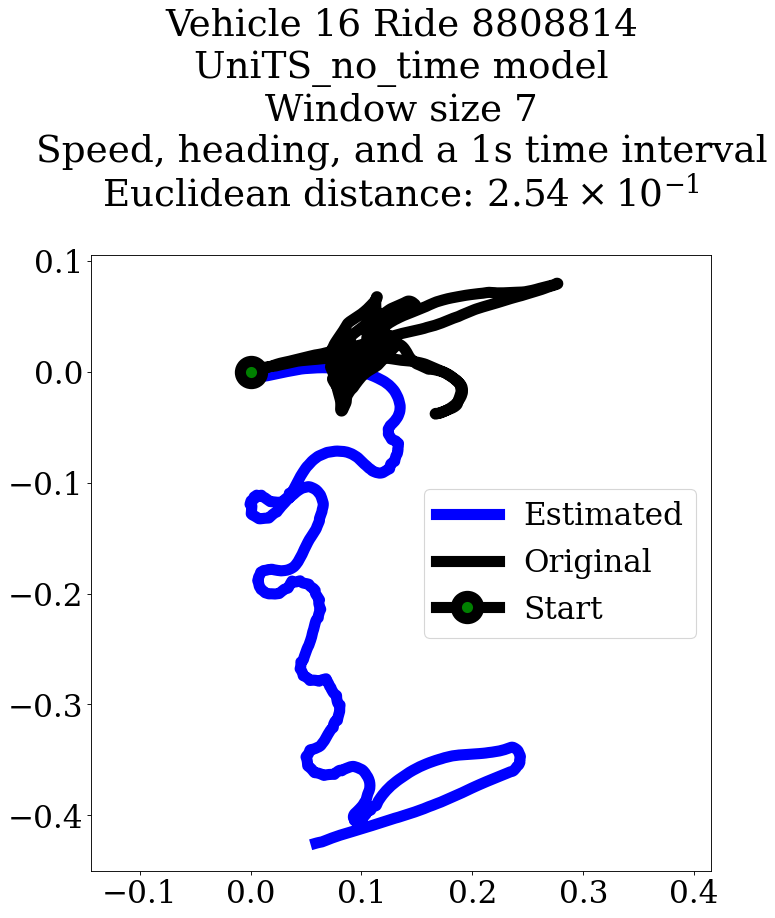 Vehicle 16 Ride 8808814
UniTS_no_time model
Window size 7
Speed, heading, and a 1s time interval
Euclidean distance: 2.54 × 10⁻¹
0.1
0.0
−0.1
−0.2
−0.3
−0.4
Estimated
Original
Start
−0.1 0.0 0.1 0.2 0.3 0.4